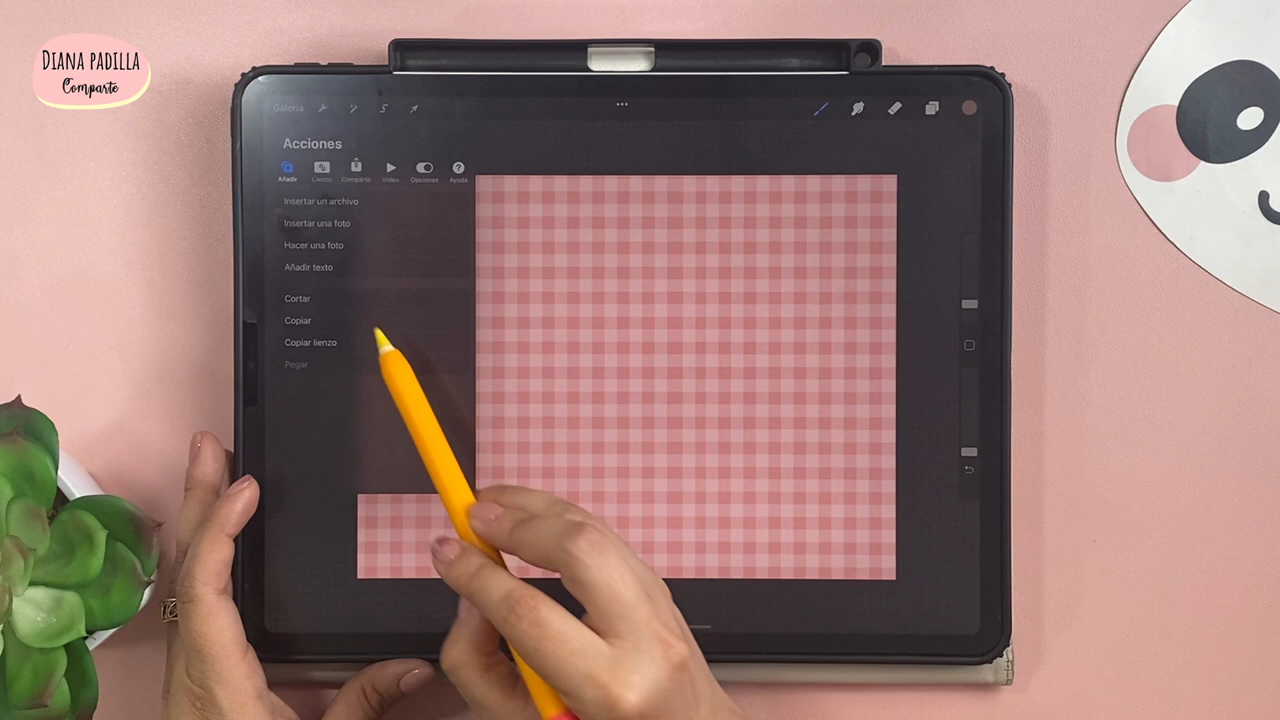 DIANA PADILLA
Comparte
Galería
Acciones
Añadir
Lienzo
Compartir
Vídeo
Opciones
Ayuda
Insertar un archivo
Insertar una foto
Hacer una foto
Añadir texto
Cortar
Copiar
Copiar lienzo
Pegar